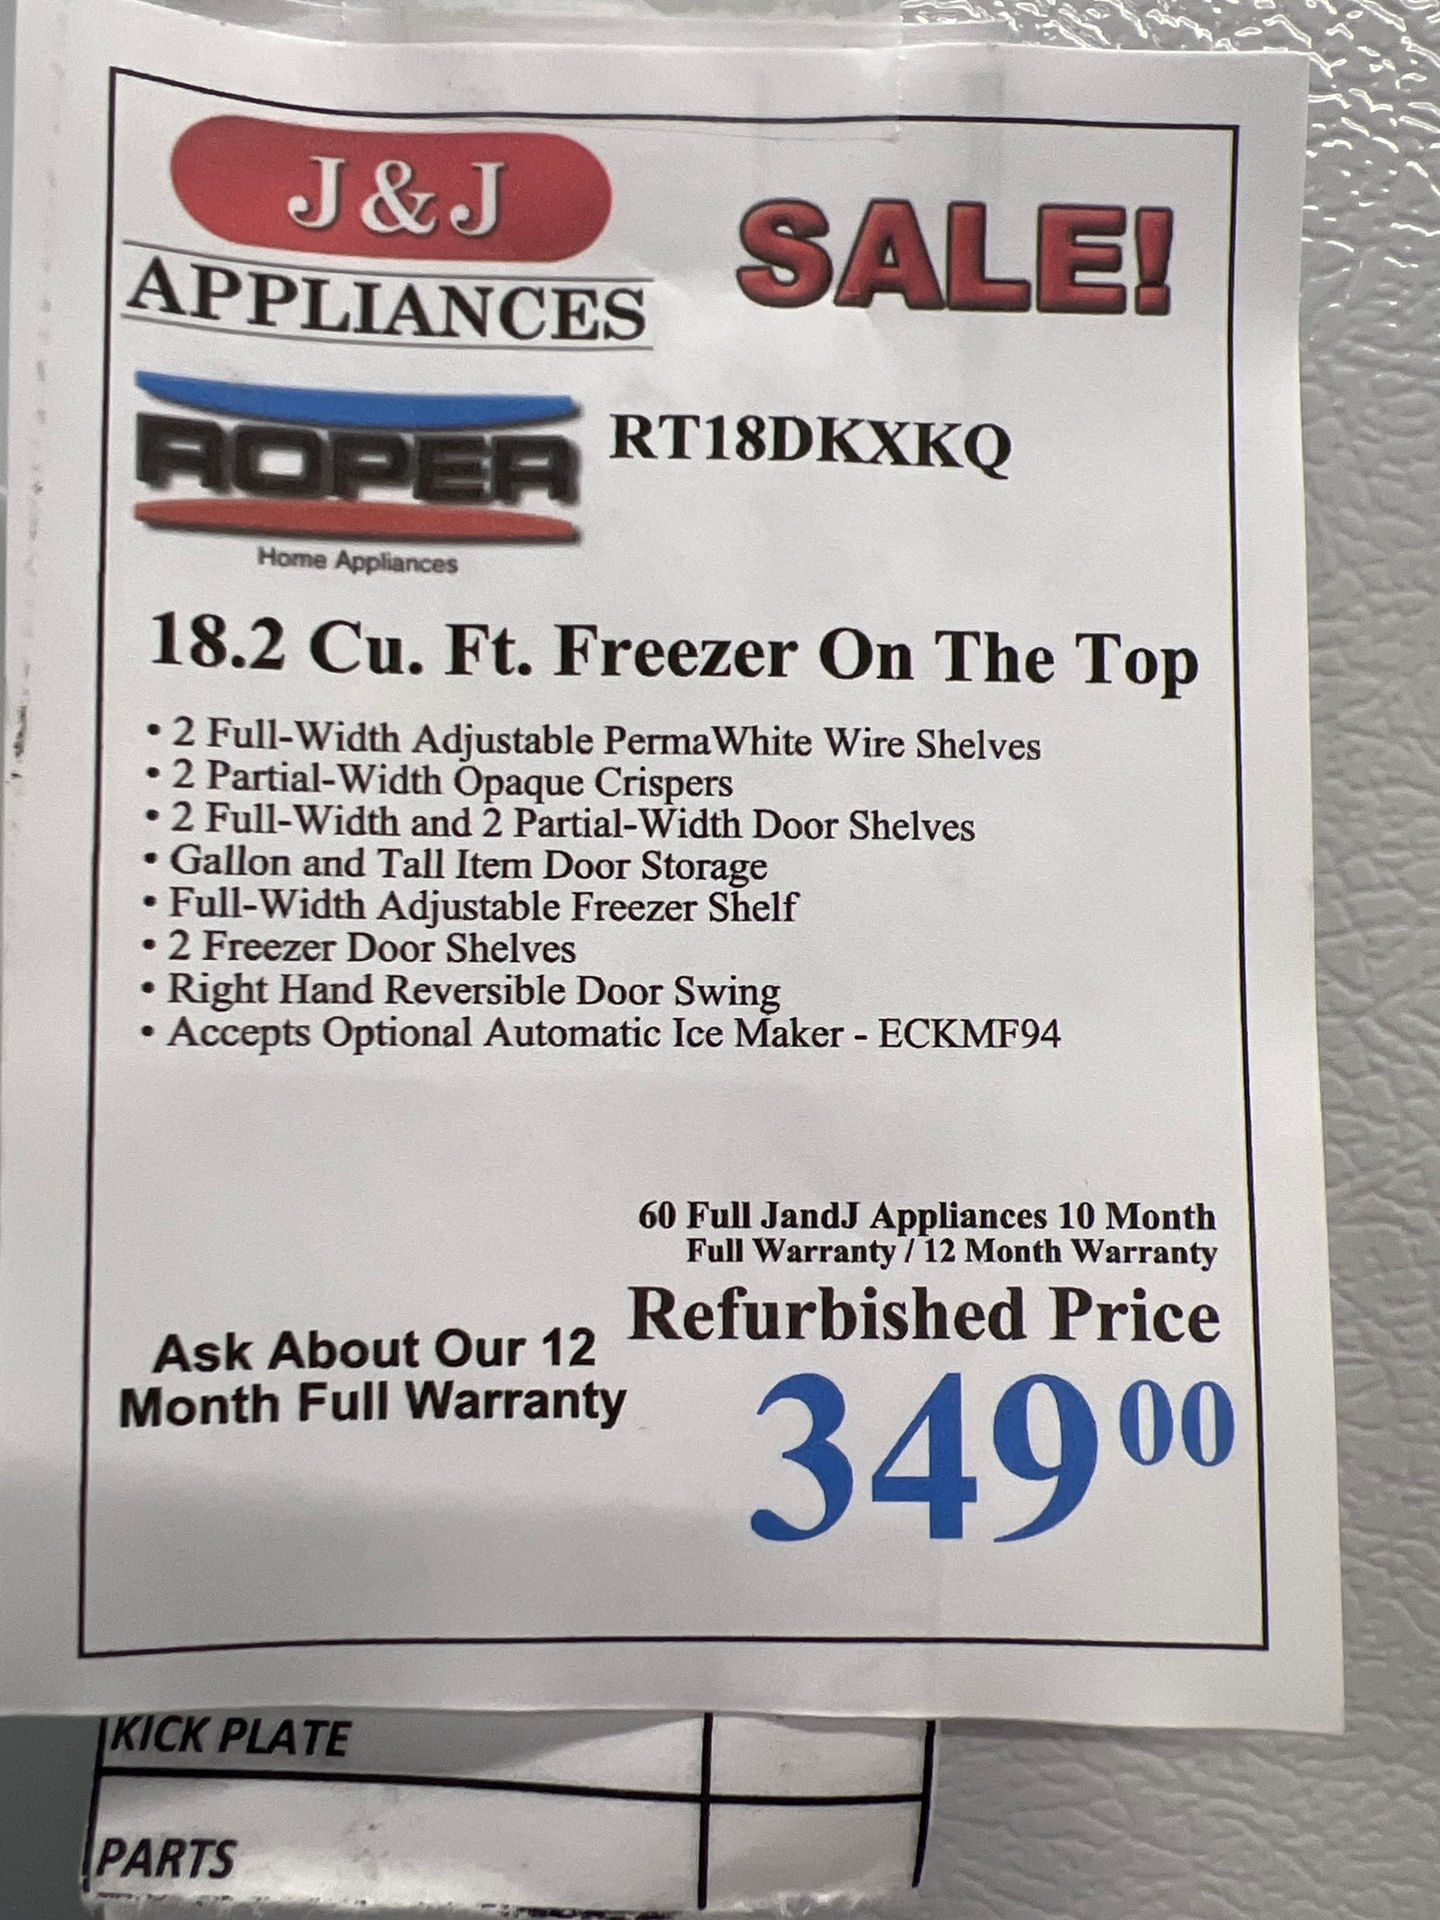 J & J
APPLIANCES
SALE!
ROPER
Home Appliances
RT18DKXKQ
18.2 Cu. Ft. Freezer On The Top
• 2 Full-Width Adjustable PermaWhite Wire Shelves
• 2 Partial-Width Opaque Crispers
• 2 Full-Width and 2 Partial-Width Door Shelves
• Gallon and Tall Item Door Storage
• Full-Width Adjustable Freezer Shelf
• 2 Freezer Door Shelves
• Right Hand Reversible Door Swing
• Accepts Optional Automatic Ice Maker - ECKMF94
60 Full JandJ Appliances 10 Month
Full Warranty / 12 Month Warranty
Refurbished Price
Ask About Our 12
Month Full Warranty
349 00
KICK PLATE
PARTS